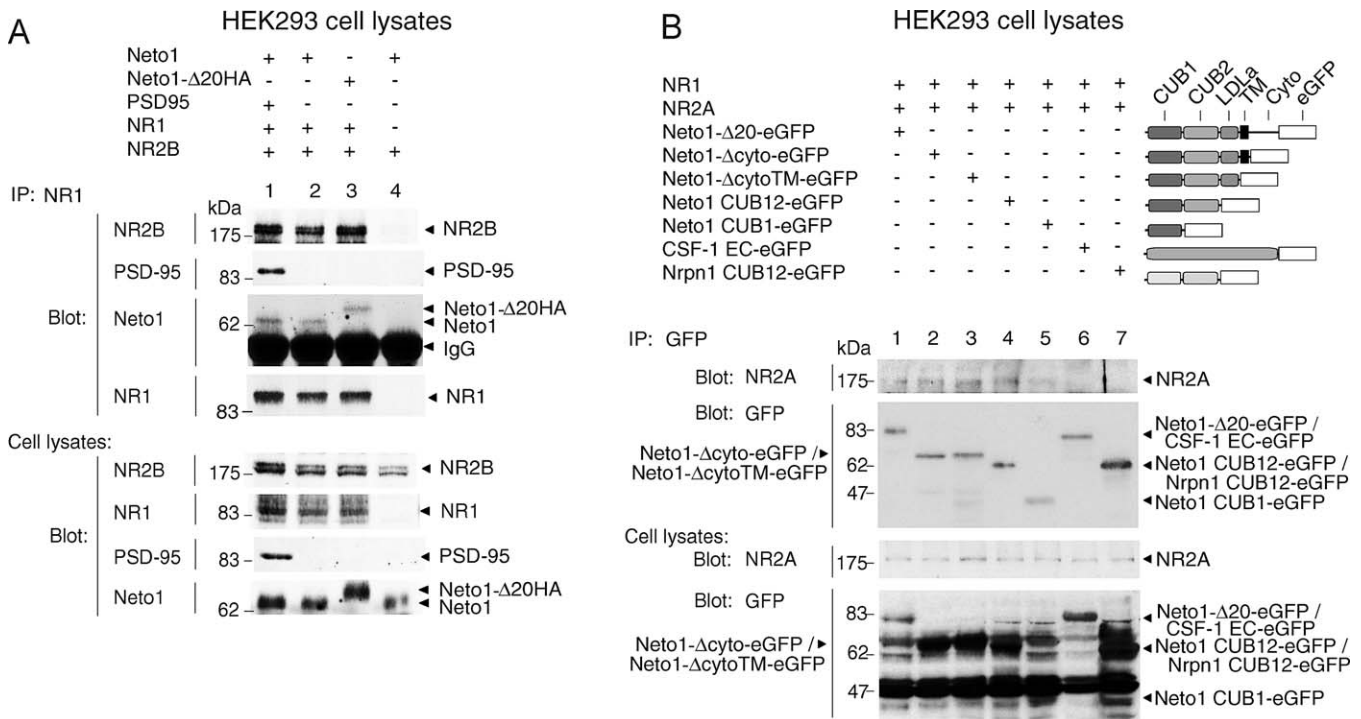 A
HEK293 cell lysates
Neto1 + + - +
Neto1-Δ20HA - - + -
PSD95 + - - -
NR1 + + + -
NR2B + + + +
IP: NR1
1 2 3 4
kDa
Blot:
NR2B
175
NR2B
PSD-95
83
PSD-95
Neto1
62
Neto1-Δ20HA
Neto1
IgG
NR1
83
NR1
Cell lysates:
Blot:
NR2B
175
NR2B
NR1
83
NR1
PSD-95
83
PSD-95
Neto1
62
Neto1-Δ20HA
Neto1
B
HEK293 cell lysates
NR1 + + + + + + +
NR2A + + + + + + +
Neto1-Δ20-eGFP + - - - - - -
Neto1-Δcyto-eGFP - + - - - - -
Neto1-ΔcytoTM-eGFP - - + - - - -
Neto1 CUB12-eGFP - - - + - - -
Neto1 CUB1-eGFP - - - - + - -
CSF-1 EC-eGFP - - - - - + -
Nrpn1 CUB12-eGFP - - - - - - +
CUB1 CUB2 LDLa TM Cyto eGFP
IP: GFP
kDa
1 2 3 4 5 6 7
Blot: NR2A
175-
NR2A
Blot: GFP
83-
62-
47-
Neto1-Δcyto-eGFP /
Neto1-ΔcytoTM-eGFP
Neto1-Δ20-eGFP /
CSF-1 EC-eGFP
Neto1 CUB12-eGFP /
Nrpn1 CUB12-eGFP
Neto1 CUB1-eGFP
Cell lysates:
Blot: NR2A
175-
NR2A
Blot: GFP
83-
62-
47-
Neto1-Δcyto-eGFP /
Neto1-ΔcytoTM-eGFP
Neto1-Δ20-eGFP /
CSF-1 EC-eGFP
Neto1 CUB12-eGFP /
Nrpn1 CUB12-eGFP
Neto1 CUB1-eGFP